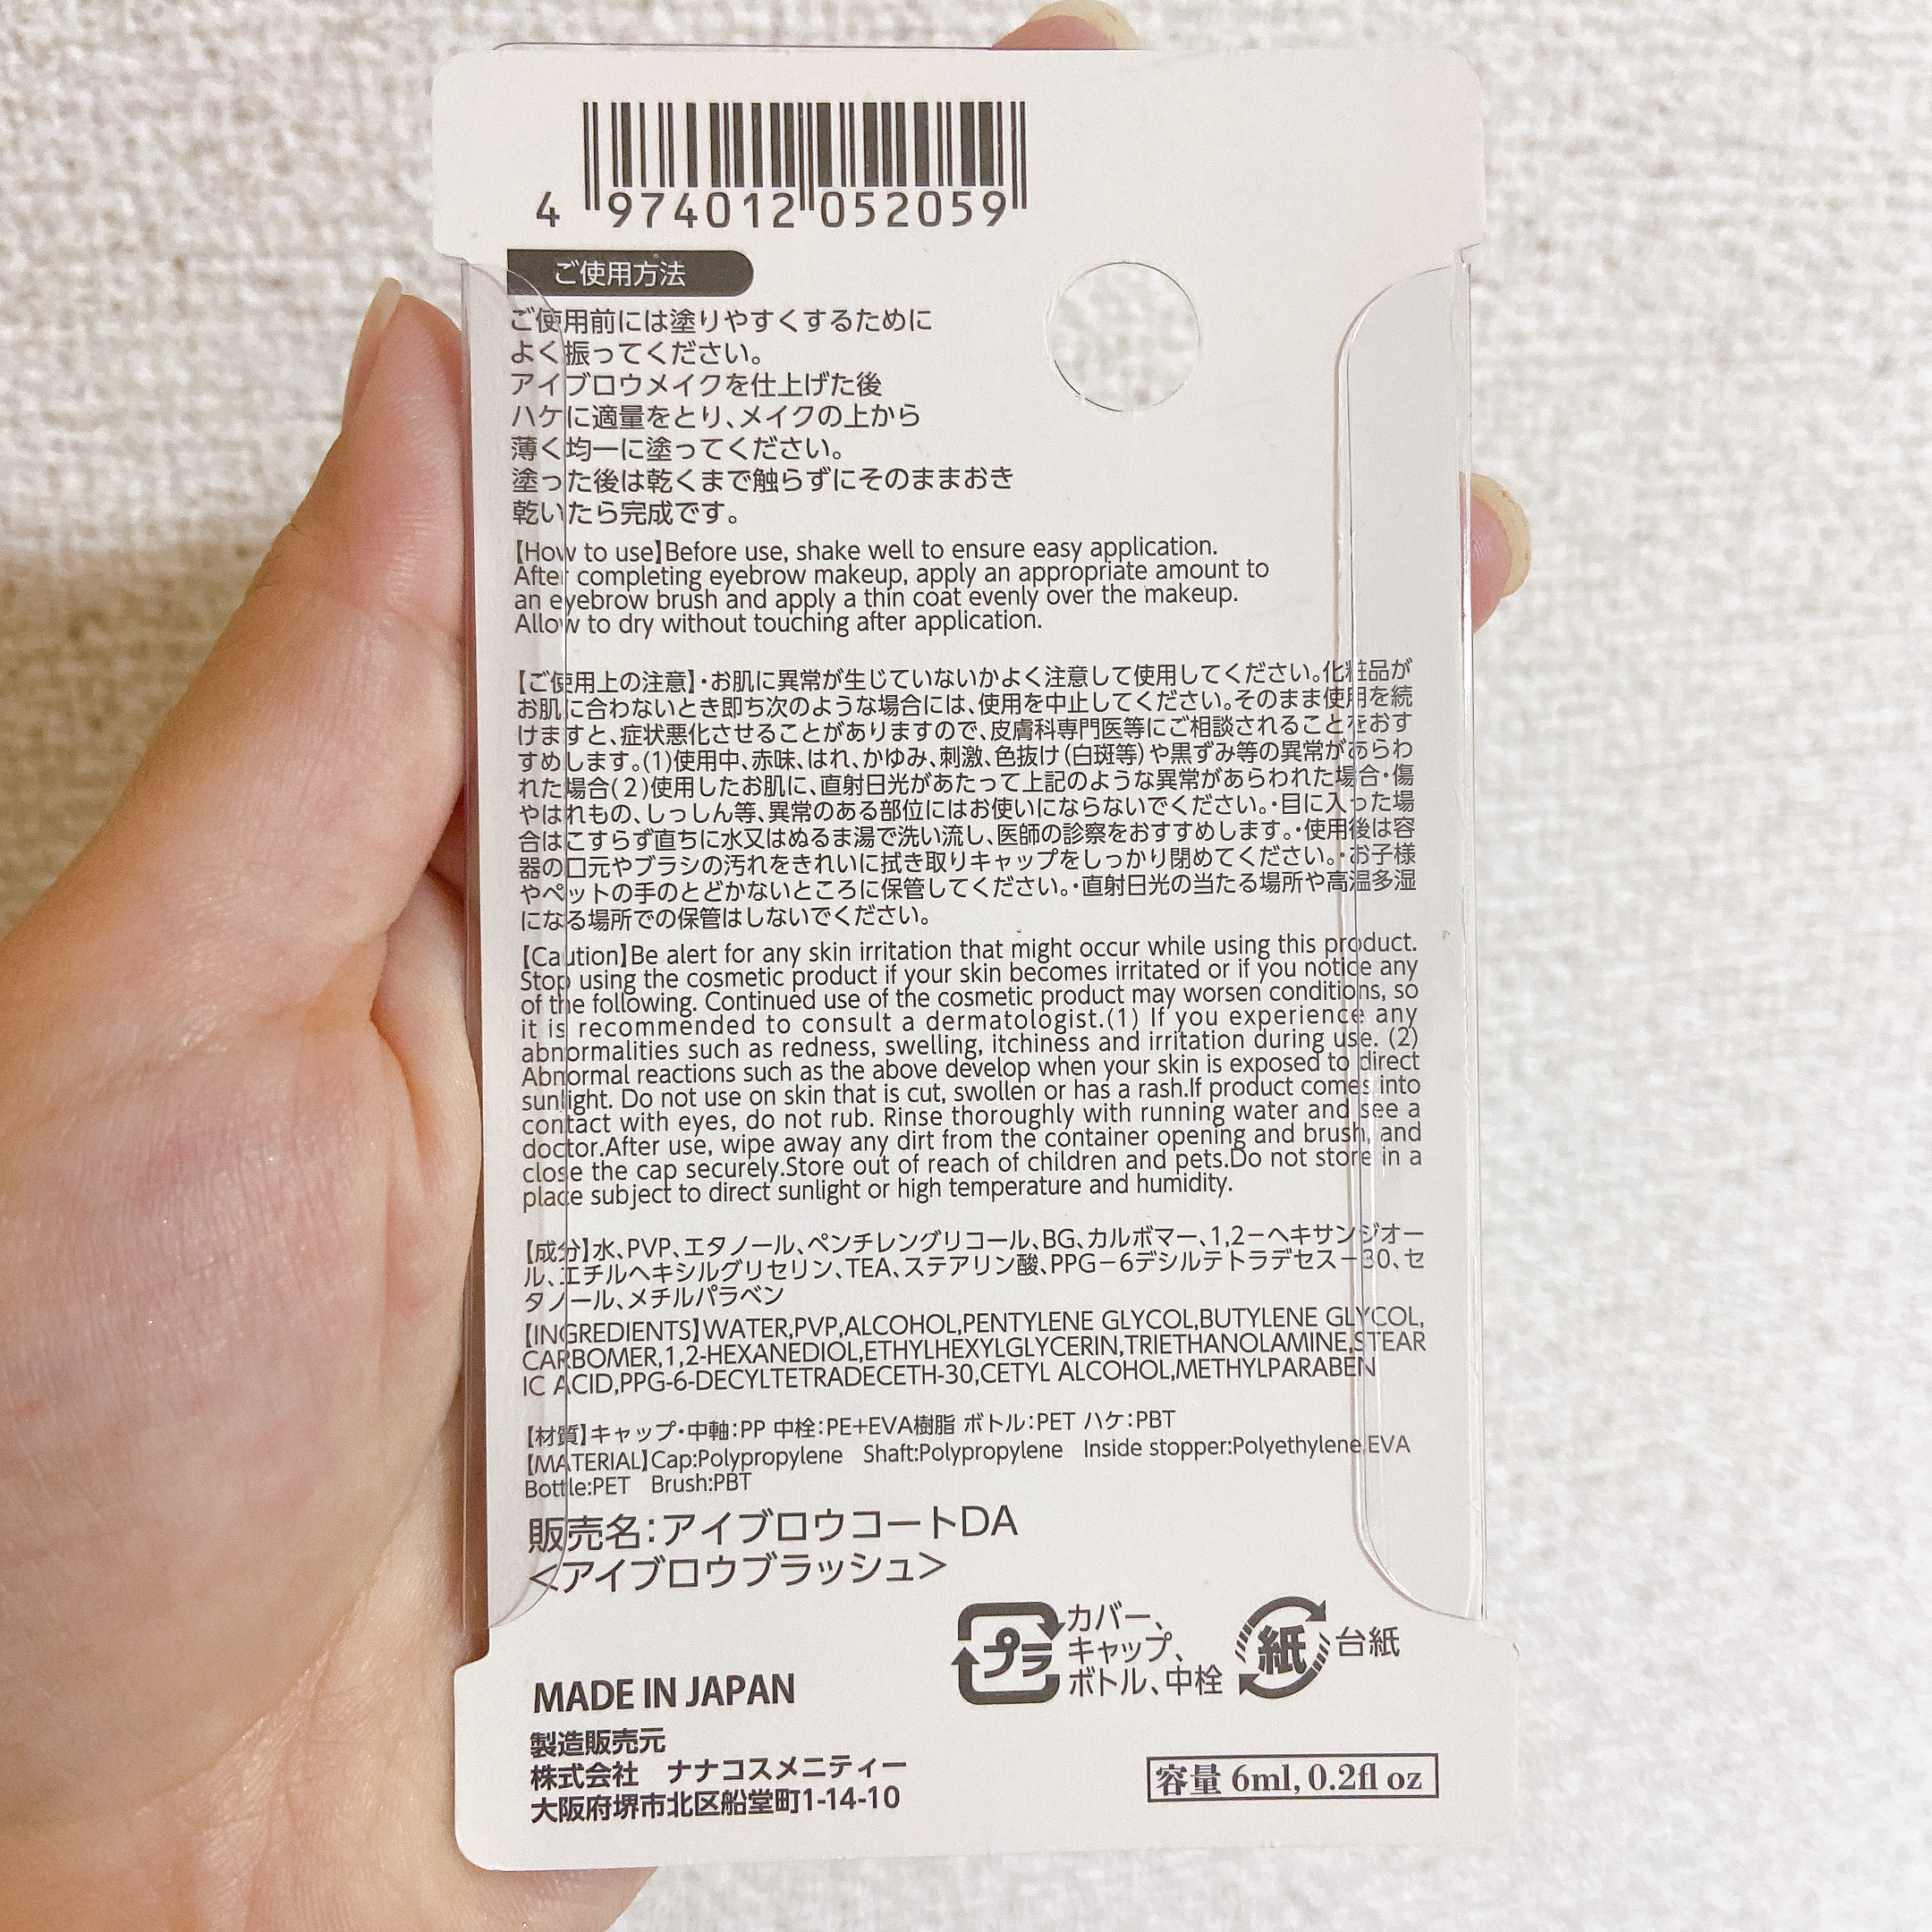 4 974012 052059
ご使用方法
ご使用前には塗りやすくするために
よく振ってください。
アイブロウメイクを仕上げた後
ハケに適量をとり、メイクの上から
薄く均一に塗ってください。
塗った後は乾くまで触らずにそのままおき
乾いたら完成です。
【How to use】Before use, shake well to ensure easy application.
After completing eyebrow makeup, apply an appropriate amount to
an eyebrow brush and apply a thin coat evenly over the makeup.
Allow to dry without touching after application.
【ご使用上の注意】・お肌に異常が生じていないかよく注意して使用してください。化粧品が
お肌に合わないとき即ち次のような場合には、使用を中止してください。そのまま使用を続
けますと、症状悪化させることがありますので、皮膚科専門医等にご相談されることをおす
すめします。(1)使用中、赤味、はれ、かゆみ、刺激、色抜け(白斑等)や黒ずみ等の異常があらわ
れた場合(2)使用したお肌に、直射日光があたって上記のような異常があらわれた場合・傷
やはれもの、しっしん等、異常のある部位にはお使いにならないでください。・目に入った場
合はこすらず直ちに水又はぬるま湯で洗い流し、医師の診察をおすすめします。・使用後は容
器の口元やブラシの汚れをきれいに拭き取りキャップをしっかり閉めてください。・お子様
やペットの手のとどかないところに保管してください。・直射日光の当たる場所や高温多湿
になる場所での保管はしないでください。
【Caution】Be alert for any skin irritation that might occur while using this product.
Stop using the cosmetic product if your skin becomes irritated or if you notice any
of the following. Continued use of the cosmetic product may worsen conditions, so
it is recommended to consult a dermatologist.(1) If you experience any
abnormalities such as redness, swelling, itchiness and irritation during use. (2)
Abnormal reactions such as the above develop when your skin is exposed to direct
sunlight. Do not use on skin that is cut, swollen or has a rash.If product comes into
contact with eyes, do not rub. Rinse thoroughly with running water and see a
doctor.After use, wipe away any dirt from the container opening and brush, and
close the cap securely.Store out of reach of children and pets.Do not store in a
place subject to direct sunlight or high temperature and humidity.
【成分】水、PVP、エタノール、ペンチレングリコール、BG、カルボマー、1,2－ヘキサンジオー
ル、エチルヘキシルグリセリン、TEA、ステアリン酸、PPG－6デシルテトラデセス－30、セ
タノール、メチルパラベン
【INGREDIENTS】WATER,PVP,ALCOHOL,PENTYLENE GLYCOL,BUTYLENE GLYCOL,
CARBOMER,1,2-HEXANEDIOL,ETHYLHEXYLGLYCERIN,TRIETHANOLAMINE,STEAR
IC ACID,PPG-6-DECYLTETRADECETH-30,CETYL ALCOHOL,METHYLPARABEN
【材質】キャップ・中軸：PP 中栓：PE+EVA樹脂 ボトル：PET ハケ：PBT
【MATERIAL】Cap:Polypropylene Shaft:Polypropylene Inside stopper:Polyethylene,EVA
Bottle:PET Brush:PBT
販売名：アイブロウコートDA
＜アイブロウブラッシュ＞
プラ カバー、
キャップ、
ボトル、中栓
紙 台紙
MADE IN JAPAN
製造販売元
株式会社 ナナコスメニティー
大阪府堺市北区船堂町1-14-10
容量 6ml, 0.2fl oz